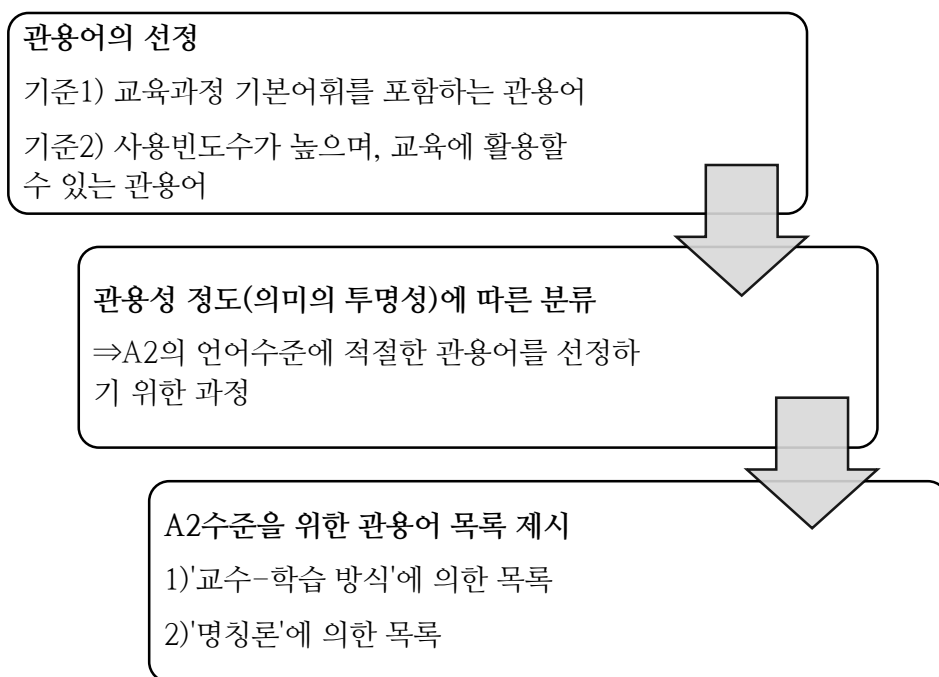 관용어의 선정
기준1) 교육과정 기본어휘를 포함하는 관용어
기준2) 사용빈도수가 높으며, 교육에 활용할
수 있는 관용어
관용성 정도(의미의 투명성)에 따른 분류
⇒A2의 언어수준에 적절한 관용어를 선정하
기 위한 과정
A2수준을 위한 관용어 목록 제시
1)'교수-학습 방식'에 의한 목록
2)'명칭론'에 의한 목록